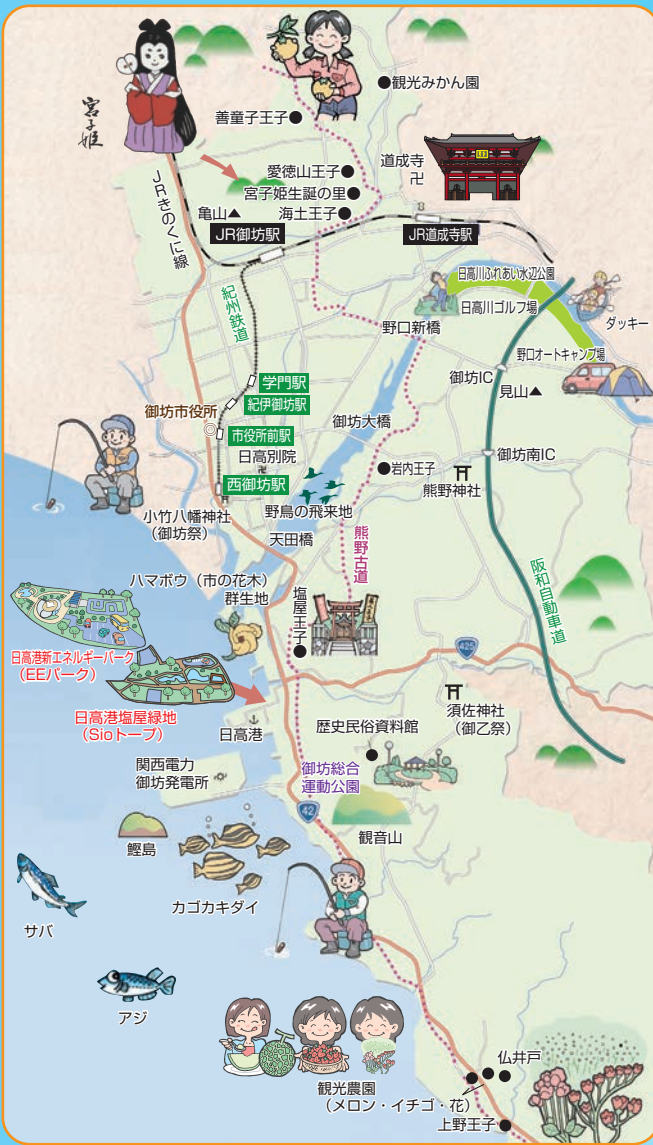 宮子姫
●観光みかん園
善童子王子●
愛徳山王子●
道成寺
卍
宮子姫生誕の里●
亀山▲
海士王子●
JRきのくに線
JR御坊駅
JR道成寺駅
日高川ふれあい水辺公園
日高川ゴルフ場
ダッキー
紀州鉄道
野口新橋
野口オートキャンプ場
御坊IC
見山▲
学門駅
紀伊御坊駅
御坊市役所
◎
市役所前駅
御坊大橋
日高別院
卍
御坊南IC
●岩内王子
熊野神社
西御坊駅
野鳥の飛来地
小竹八幡神社
（御坊祭）
天田橋
熊野古道
阪和自動車道
ハマボウ（市の花木）
群生地
塩屋王子●
日高港新エネルギーパーク
（EEパーク）
425
日高港塩屋緑地
（Sioトープ）
須佐神社
（御乙祭）
日高港
歴史民俗資料館
関西電力
御坊発電所
御坊総合
運動公園
42
観音山
鰹島
カゴカキダイ
サバ
アジ
仏井戸
観光農園
（メロン・イチゴ・花）
上野王子●